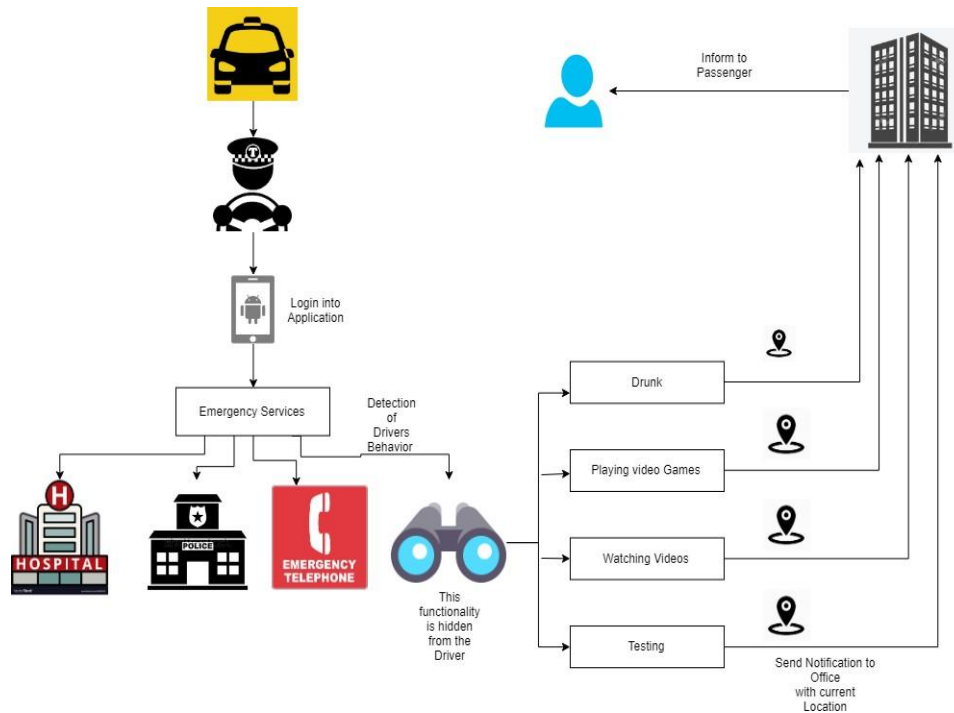 Inform to
Passenger
T
Login into
Application
Drunk
Emergency Services
Detection
of
Drivers
Behavior
Playing video Games
H
HOSPITAL
POLICE
EMERGENCY
TELEPHONE
Watching Videos
This
functionality
is hidden
from the
Driver
Testing
Send Notification to
Office
with current
Location